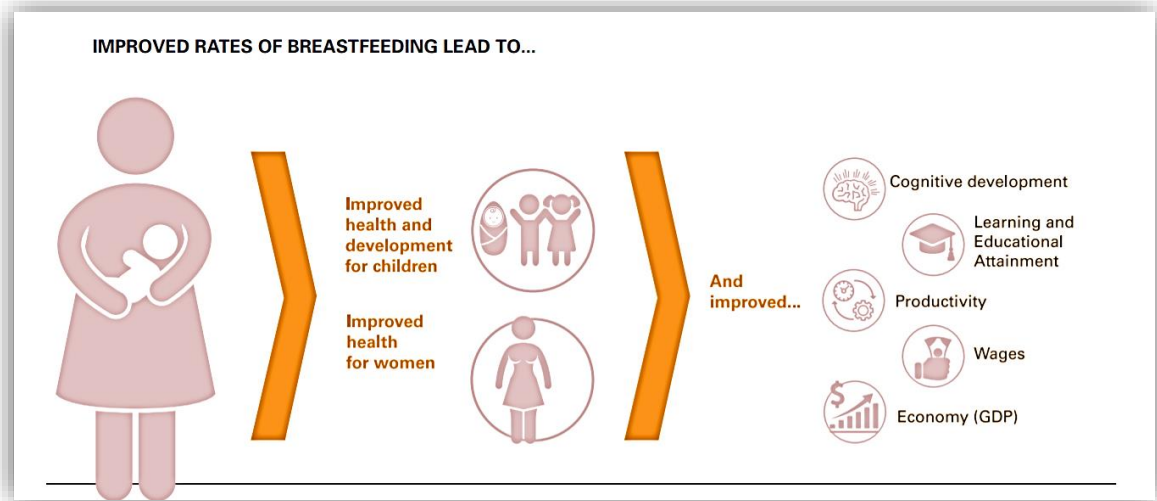 IMPROVED RATES OF BREASTFEEDING LEAD TO...
Improved
health and
development
for children
Improved
health
for women
And
improved...
Cognitive development
Learning and
Educational
Attainment
Productivity
Wages
$
Economy (GDP)